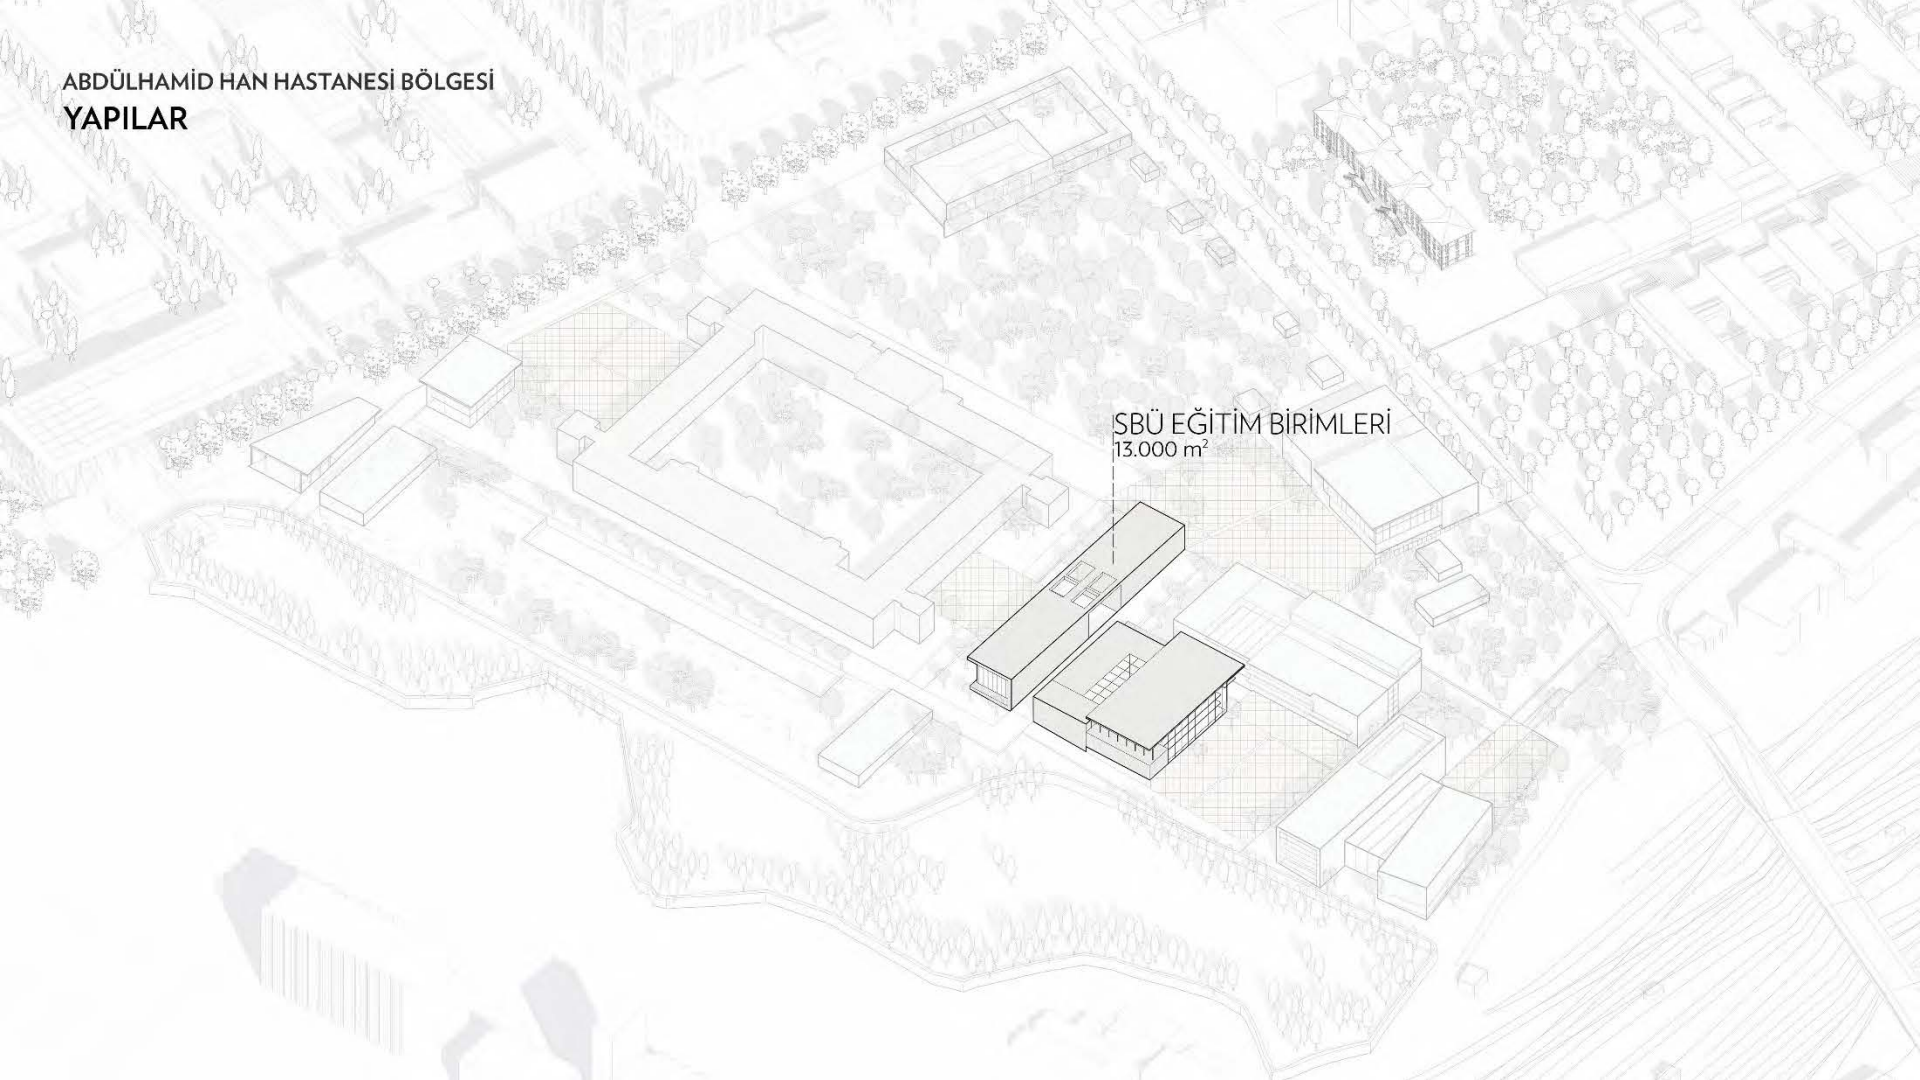 ABDÜLHAMİD HAN HASTANESİ BÖLGESİ
YAPILAR
SBÜ EĞİTİM BİRİMLERİ
13.000 m²